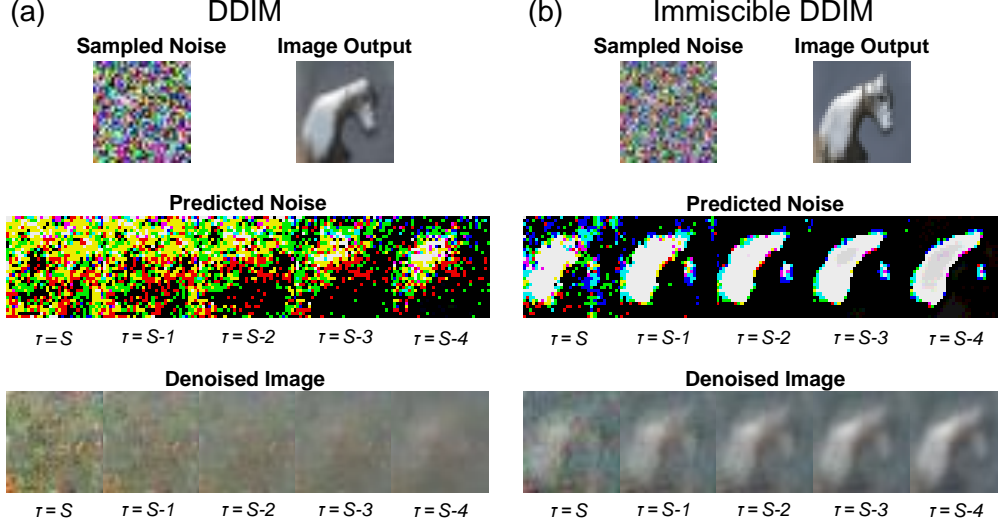 (a) DDIM
Sampled Noise Image Output
Predicted Noise
τ = S τ = S-1 τ = S-2 τ = S-3 τ = S-4
Denoised Image
τ = S τ = S-1 τ = S-2 τ = S-3 τ = S-4
(b) Immiscible DDIM
Sampled Noise Image Output
Predicted Noise
τ = S τ = S-1 τ = S-2 τ = S-3 τ = S-4
Denoised Image
τ = S τ = S-1 τ = S-2 τ = S-3 τ = S-4